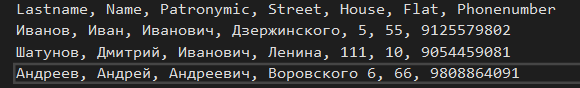 Lastname, Name, Patronymic, Street, House, Flat, Phonenumber
Иванов, Иван, Иванович, Дзержинского, 5, 55, 9125579802
Шатунов, Дмитрий, Иванович, Ленина, 111, 10, 9054459081
Андреев, Андрей, Андреевич, Воровского 6, 66, 9808864091